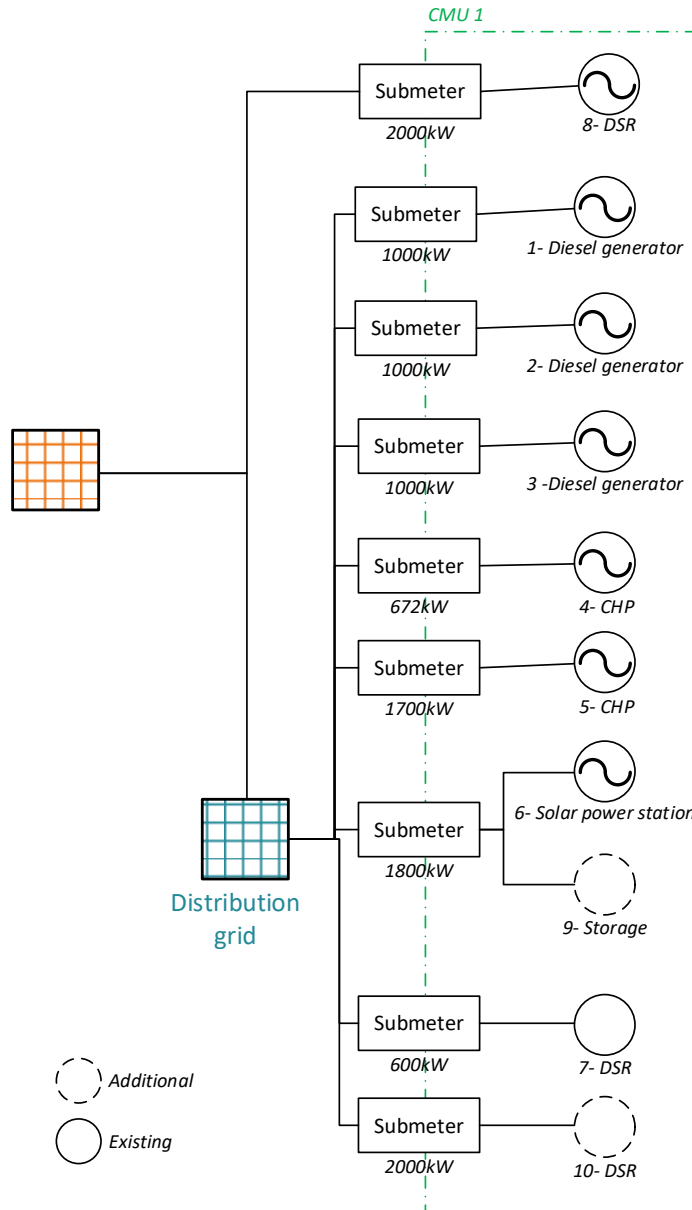 CMU 1
Submeter
2000kW
8- DSR
Submeter
1000kW
1- Diesel generator
Submeter
1000kW
2- Diesel generator
Submeter
1000kW
3 -Diesel generator
Submeter
672kW
4- CHP
Submeter
1700kW
5- CHP
6- Solar power station
Submeter
1800kW
9- Storage
Distribution
grid
Submeter
600kW
7- DSR
Submeter
2000kW
10- DSR
Additional
Existing